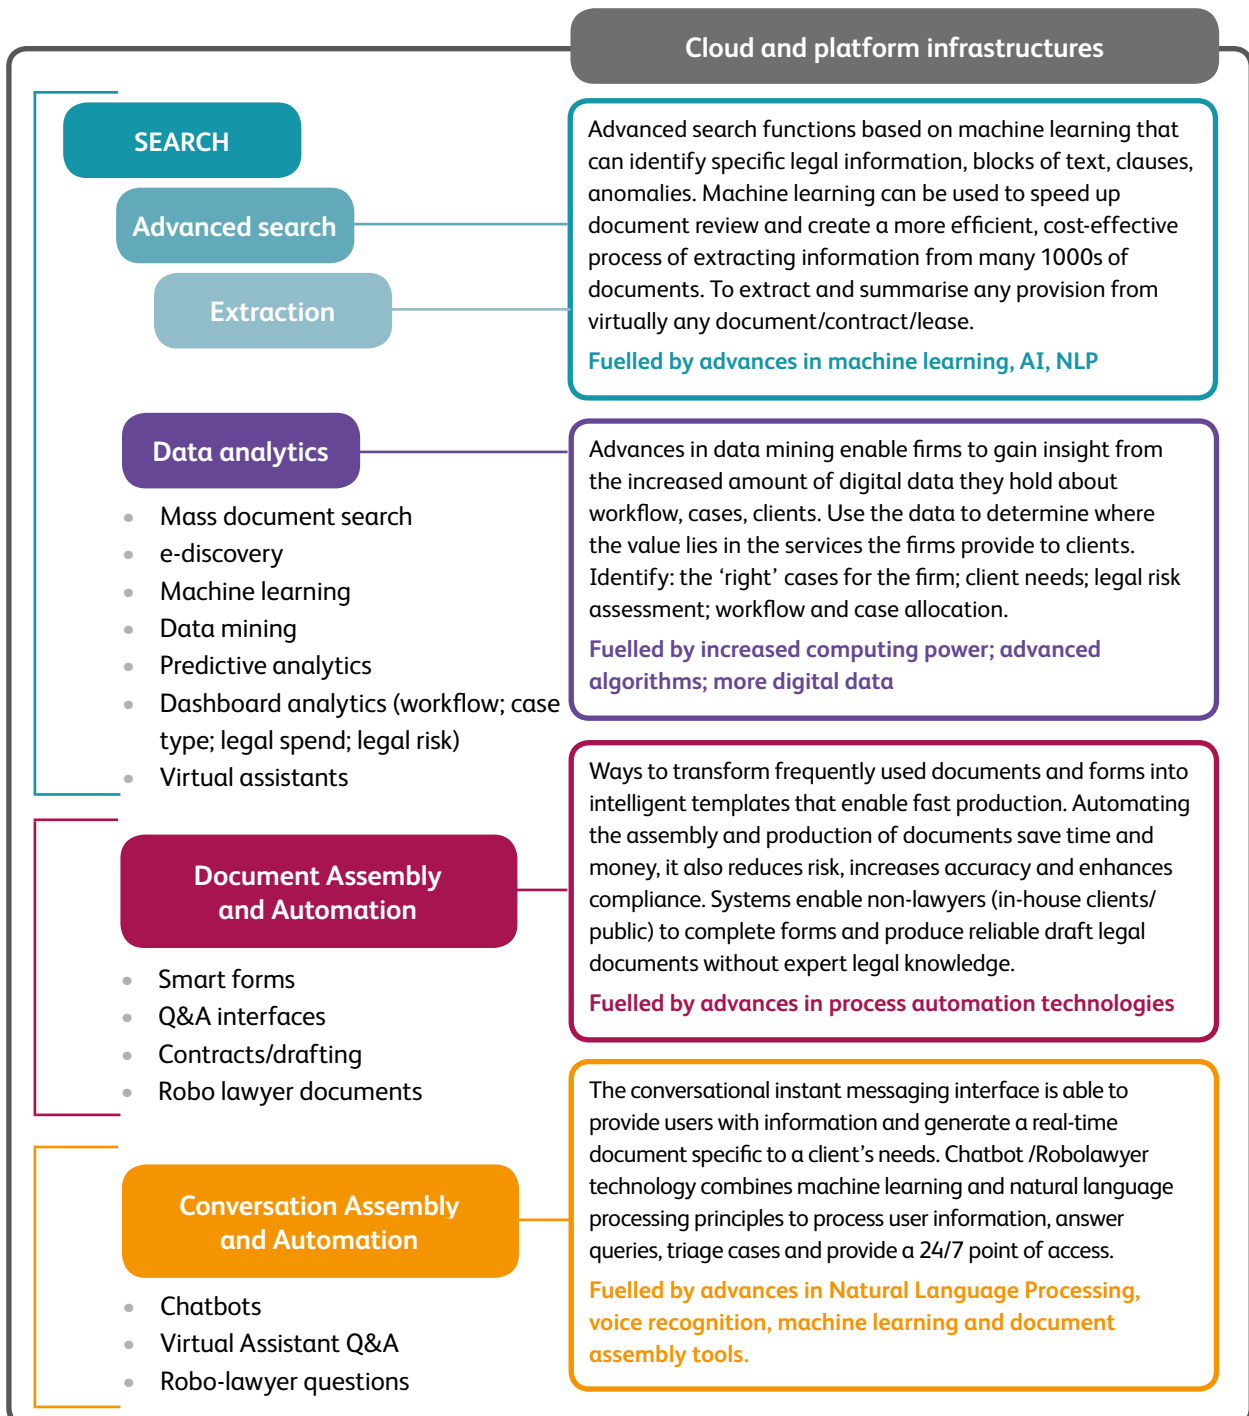 Cloud and platform infrastructures
SEARCH
Advanced search
Extraction
Advanced search functions based on machine learning that
can identify specific legal information, blocks of text, clauses,
anomalies. Machine learning can be used to speed up
document review and create a more efficient, cost-effective
process of extracting information from many 1000s of
documents. To extract and summarise any provision from
virtually any document/contract/lease.
Fuelled by advances in machine learning, AI, NLP
Data analytics
• Mass document search
• e-discovery
• Machine learning
• Data mining
• Predictive analytics
• Dashboard analytics (workflow; case
type; legal spend; legal risk)
• Virtual assistants
Advances in data mining enable firms to gain insight from
the increased amount of digital data they hold about
workflow, cases, clients. Use the data to determine where
the value lies in the services the firms provide to clients.
Identify: the ‘right’ cases for the firm; client needs; legal risk
assessment; workflow and case allocation.
Fuelled by increased computing power; advanced
algorithms; more digital data
Document Assembly
and Automation
• Smart forms
• Q&A interfaces
• Contracts/drafting
• Robo lawyer documents
Ways to transform frequently used documents and forms into
intelligent templates that enable fast production. Automating
the assembly and production of documents save time and
money, it also reduces risk, increases accuracy and enhances
compliance. Systems enable non-lawyers (in-house clients/
public) to complete forms and produce reliable draft legal
documents without expert legal knowledge.
Fuelled by advances in process automation technologies
Conversation Assembly
and Automation
• Chatbots
• Virtual Assistant Q&A
• Robo-lawyer questions
The conversational instant messaging interface is able to
provide users with information and generate a real-time
document specific to a client’s needs. Chatbot /Robolawyer
technology combines machine learning and natural language
processing principles to process user information, answer
queries, triage cases and provide a 24/7 point of access.
Fuelled by advances in Natural Language Processing,
voice recognition, machine learning and document
assembly tools.